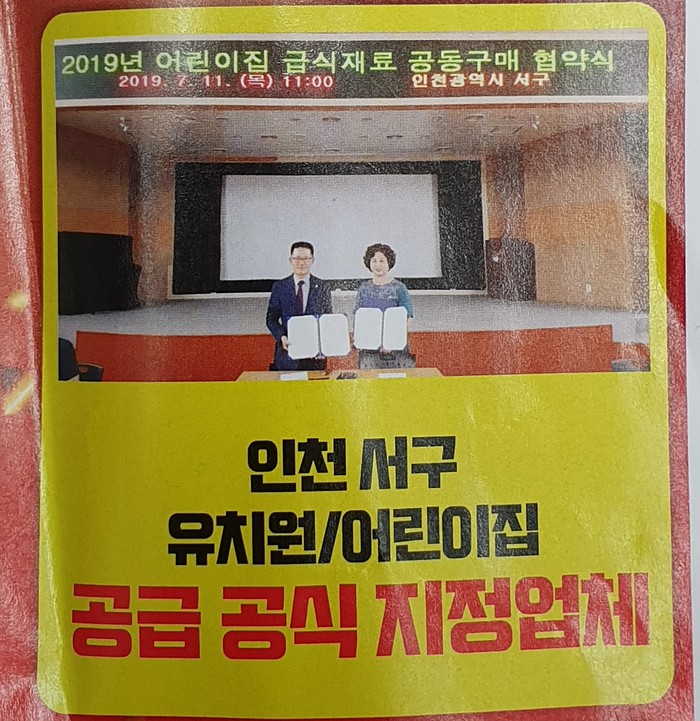 2019년 어린이집 급식재료 공동구매 협약식
2019. 7. 11. (목) 11:00 인천광역시 서구
인천 서구
유치원/어린이집
공급 공식 지정업체